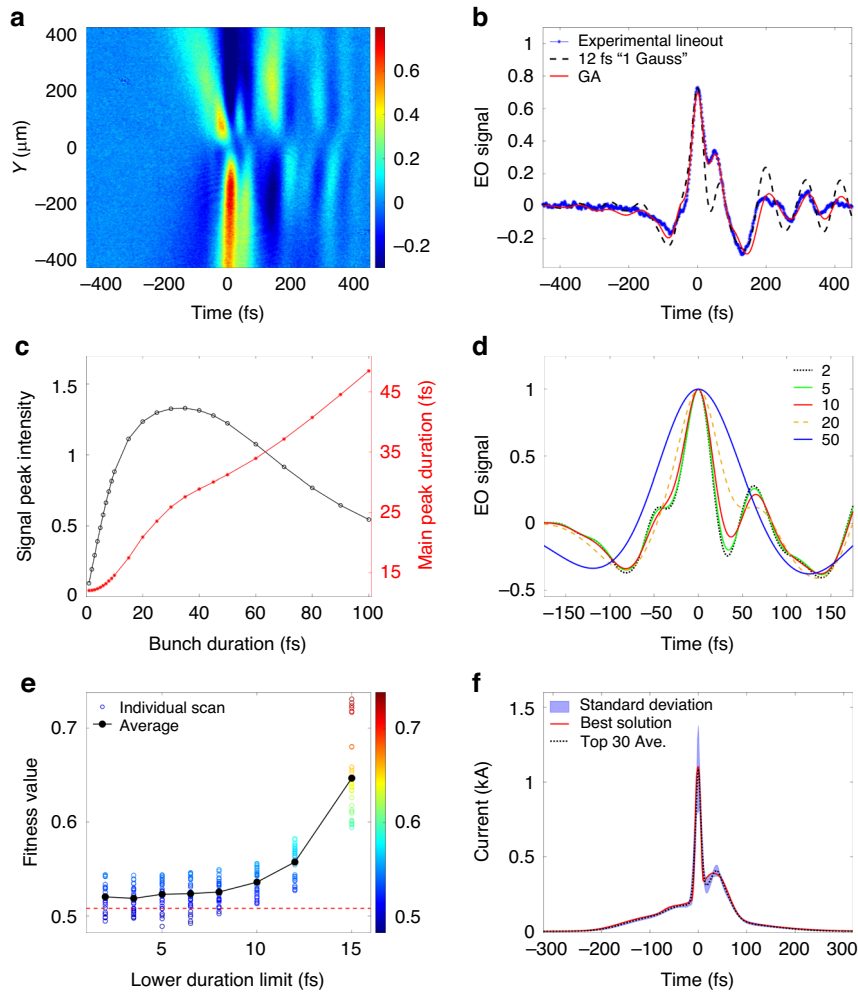 a
400
200
0
−200
−400
Y (μm)
−400
−200
0
200
400
Time (fs)
0.6
0.4
0.2
0
−0.2
b
1
0.8
0.6
0.4
0.2
0
−0.2
EO signal
Experimental lineout
12 fs “1 Gauss”
GA
−400
−200
0
200
400
Time (fs)
c
1.5
1
0.5
0
Signal peak intensity
45
35
25
15
Main peak duration (fs)
0
20
40
60
80
100
Bunch duration (fs)
d
1
0.5
0
−0.5
EO signal
2
5
10
20
50
−150
−100
−50
0
50
100
150
Time (fs)
e
0.7
0.6
0.5
Fitness value
Individual scan
Average
5
10
15
Lower duration limit (fs)
0.7
0.6
0.5
f
1.5
1
0.5
0
Current (kA)
Standard deviation
Best solution
Top 30 Ave.
−300
−200
−100
0
100
200
300
Time (fs)